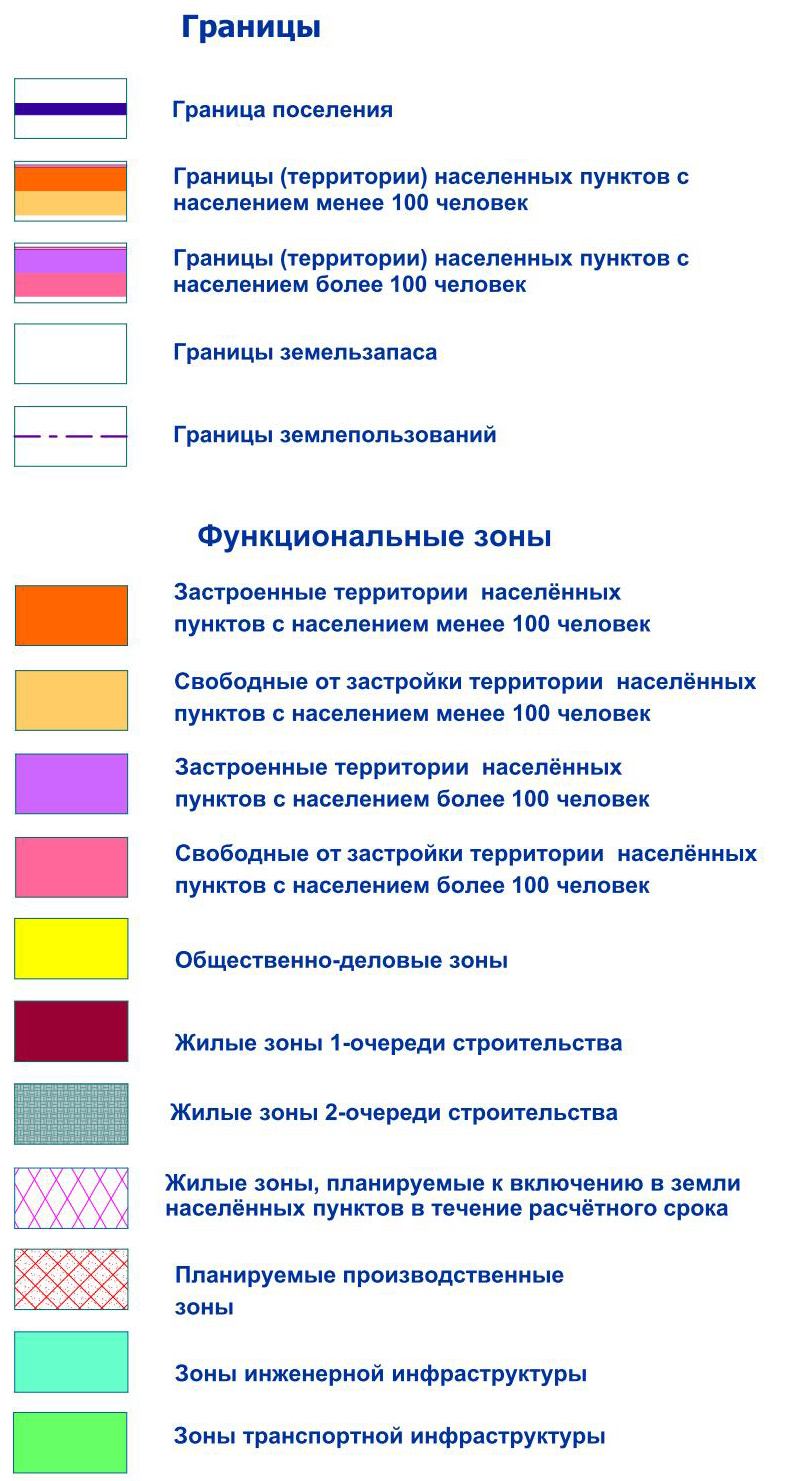 Границы
Граница поселения
Границы (территории) населенных пунктов с
населением менее 100 человек
Границы (территории) населенных пунктов с
населением более 100 человек
Границы земельзапаса
Границы землепользований
Функциональные зоны
Застроенные территории населённых
пунктов с населением менее 100 человек
Свободные от застройки территории населённых
пунктов с населением менее 100 человек
Застроенные территории населённых
пунктов с населением более 100 человек
Свободные от застройки территории населённых
пунктов с населением более 100 человек
Общественно-деловые зоны
Жилые зоны 1-очереди строительства
Жилые зоны 2-очереди строительства
Жилые зоны, планируемые к включению в земли
населённых пунктов в течение расчётного срока
Планируемые производственные
зоны
Зоны инженерной инфраструктуры
Зоны транспортной инфраструктуры